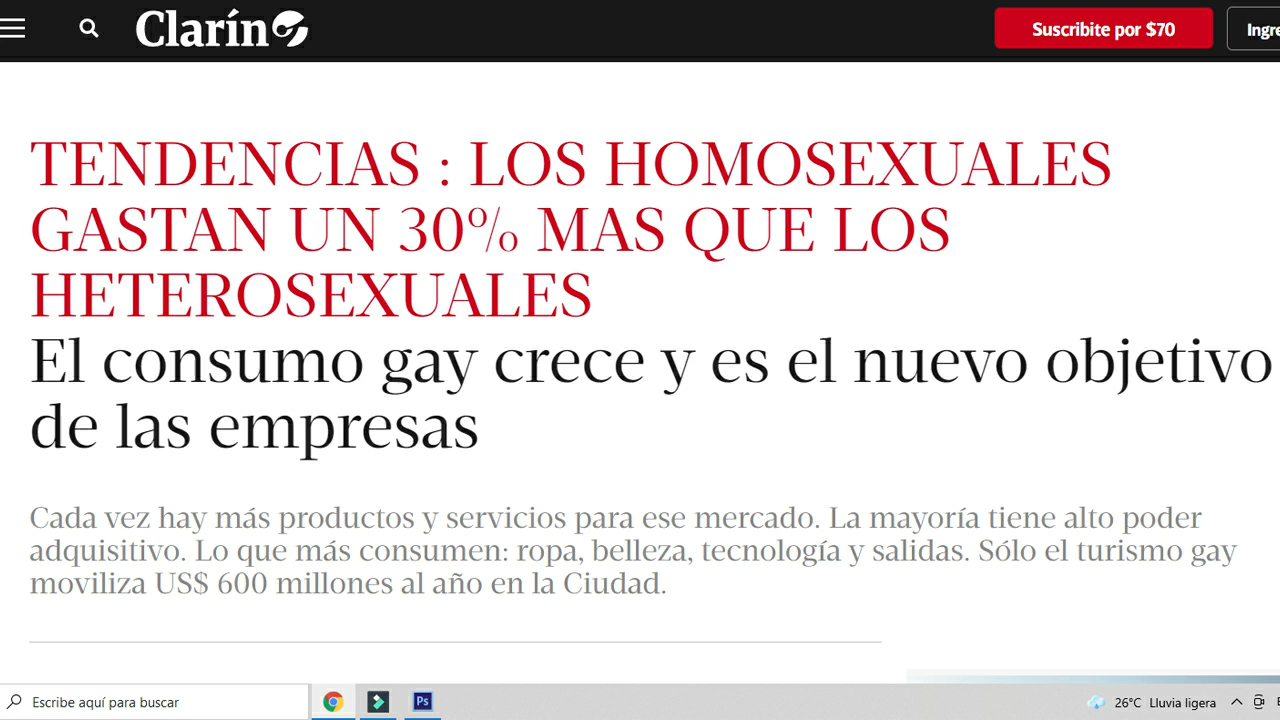 Clarín
Suscribite por $70
Ingre
TENDENCIAS : LOS HOMOSEXUALES
GASTAN UN 30% MAS QUE LOS
HETEROSEXUALES
El consumo gay crece y es el nuevo objetivo
de las empresas
Cada vez hay más productos y servicios para ese mercado. La mayoría tiene alto poder
adquisitivo. Lo que más consumen: ropa, belleza, tecnología y salidas. Sólo el turismo gay
moviliza US$ 600 millones al año en la Ciudad.
Escribe aquí para buscar
Ps
26°C Lluvia ligera